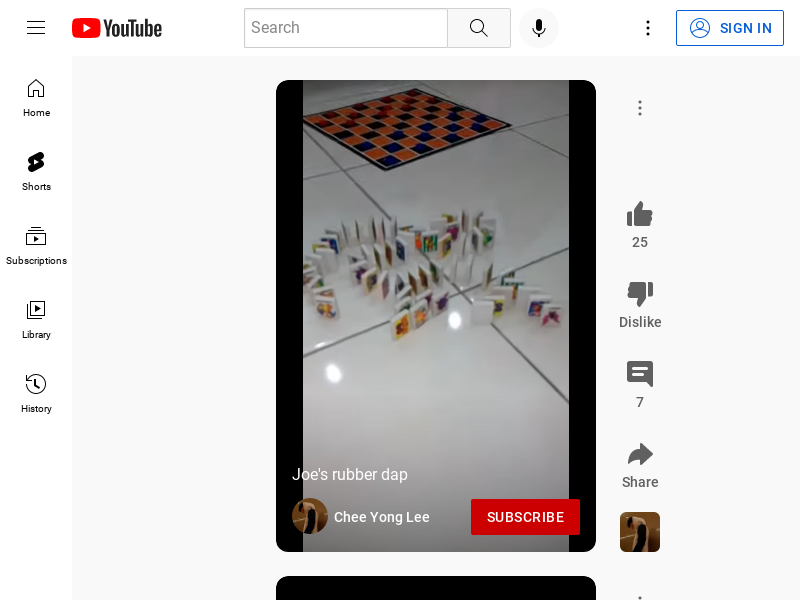 YouTube
Search
SIGN IN
Home
Shorts
Subscriptions
Library
History
Joe's rubber dap
Chee Yong Lee
SUBSCRIBE
25
Dislike
7
Share